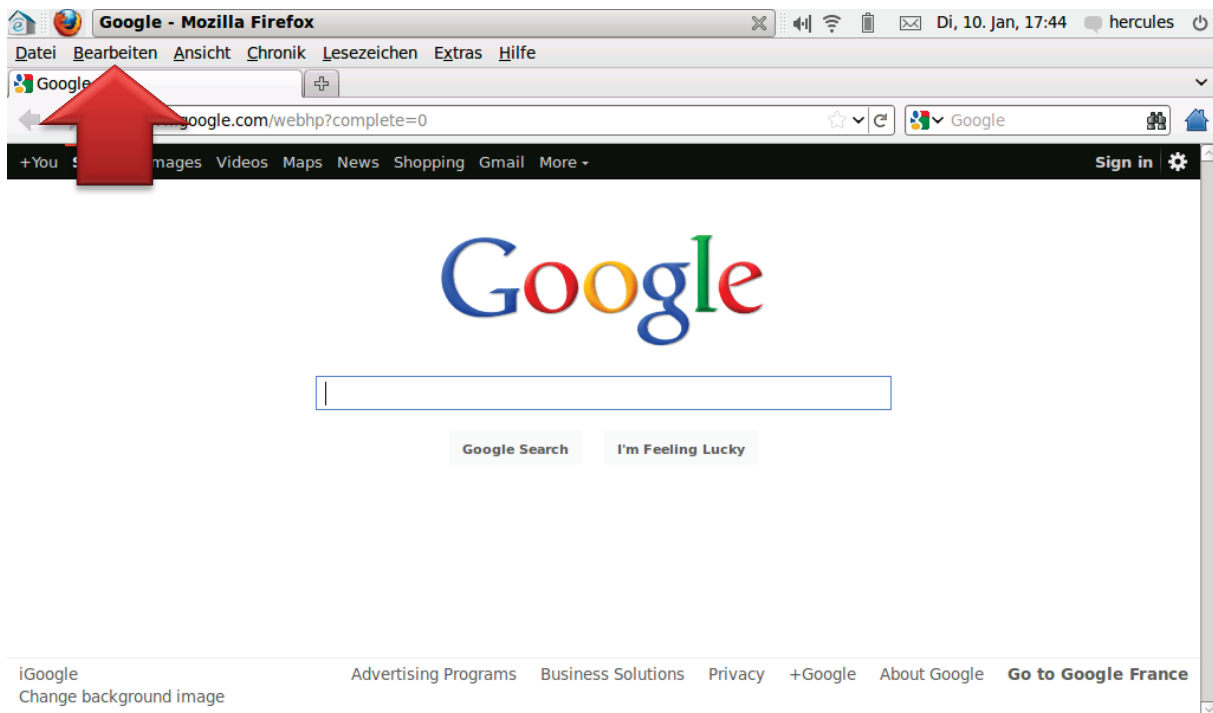 Google - Mozilla Firefox Di, 10. Jan, 17:44 hercules
Datei Bearbeiten Ansicht Chronik Lesezeichen Extras Hilfe
Google
google.com/webhp?complete=0 Google
+You Images Videos Maps News Shopping Gmail More Sign in
Google
Google Search I'm Feeling Lucky
iGoogle Advertising Programs Business Solutions Privacy +Google About Google Go to Google France
Change background image